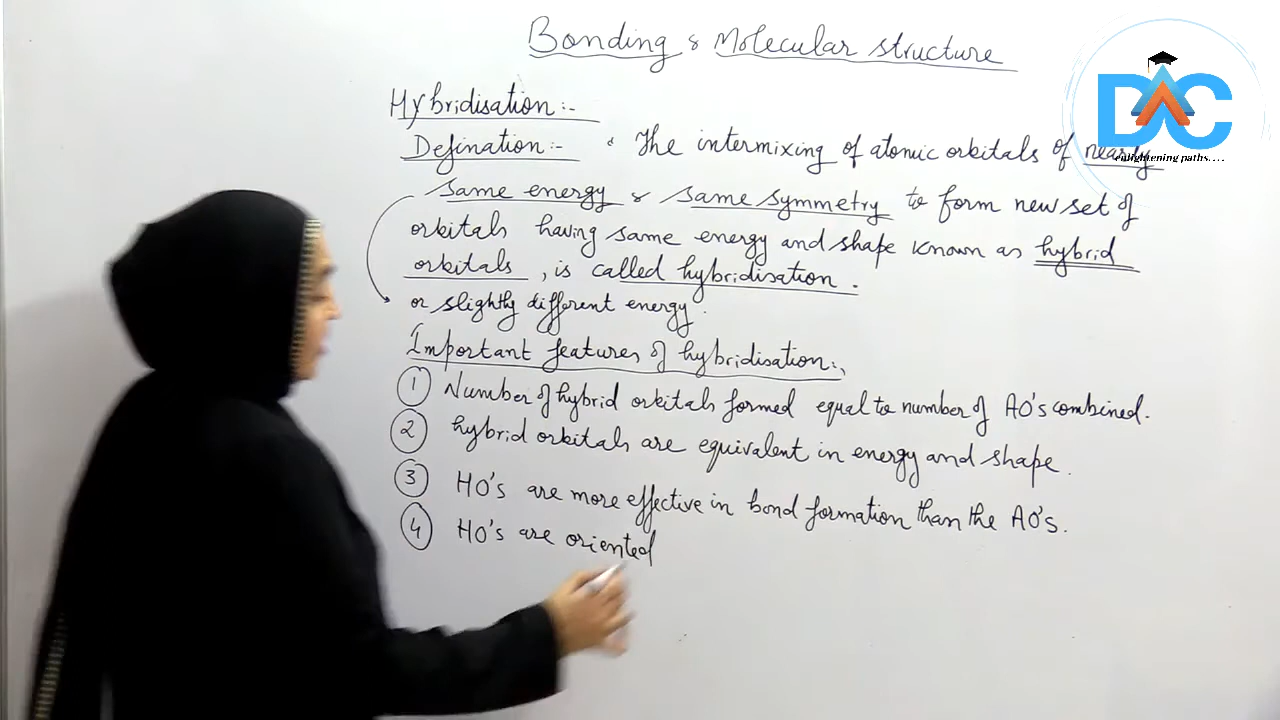 Bonding & Molecular structure
DAC
enlightening paths....
Hybridisation:-
Defination:- The intermixing of atomic orbitals of nearly
same energy & same symmetry to form new set of
orbitals having same energy and shape known as hybrid
orbitals, is called hybridisation.
or slightly different energy.
Important features of hybridisation:,
1 Number of hybrid orbitals formed equal to number of AO's combined.
2 hybrid orbitals are equivalent in energy and shape.
3 HO's are more effective in bond formation than the AO's.
4 HO's are oriented